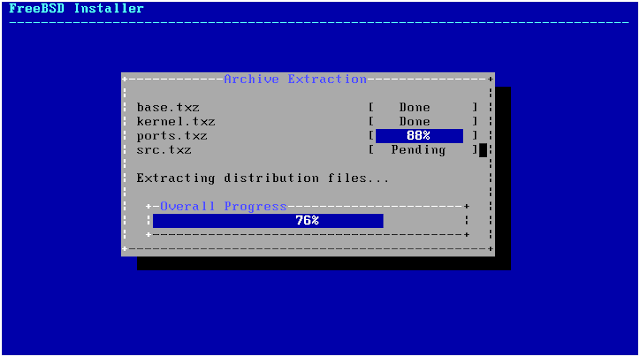 FreeBSD Installer
Archive Extraction
base.txz [ Done ]
kernel.txz [ Done ]
ports.txz [ 88% ]
src.txz [ Pending ]
Extracting distribution files...
Overall Progress
76%